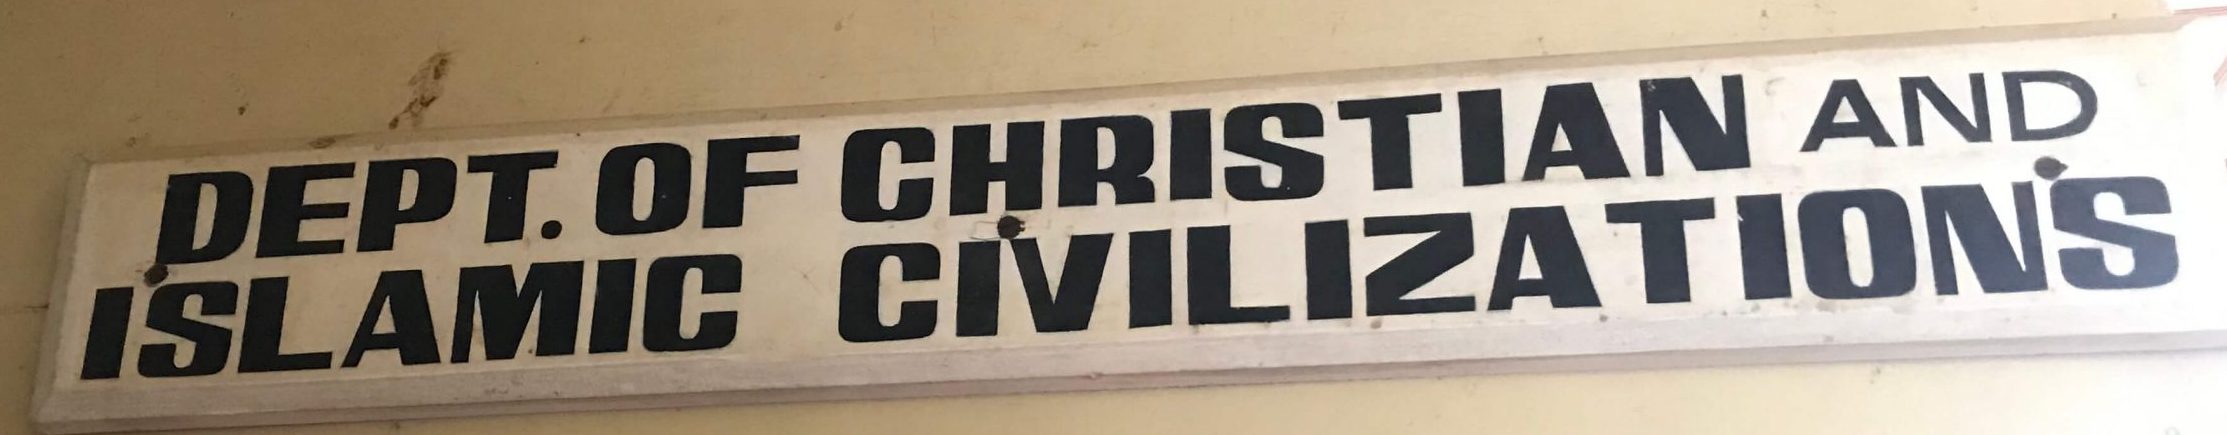 DEPT. OF CHRISTIAN AND
ISLAMIC CIVILIZATIONS